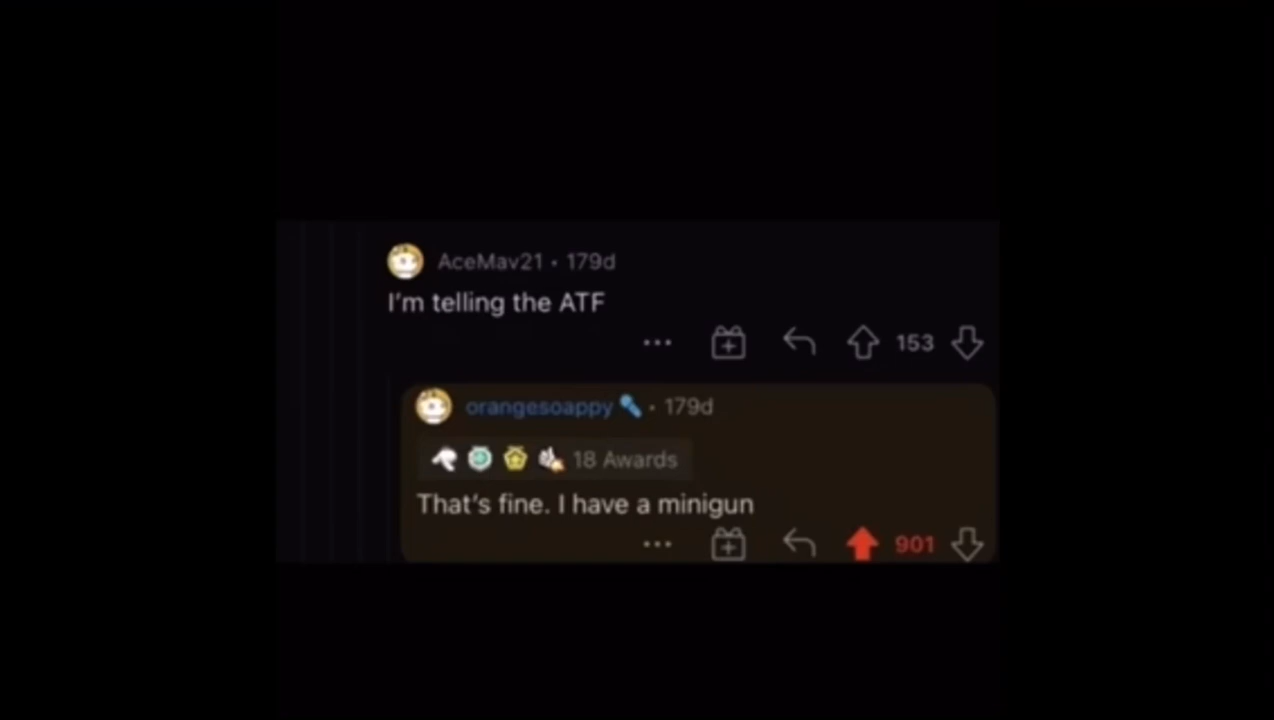 AceMav21 • 179d
I'm telling the ATF
153
orangesoappy • 179d
18 Awards
That's fine. I have a minigun
901